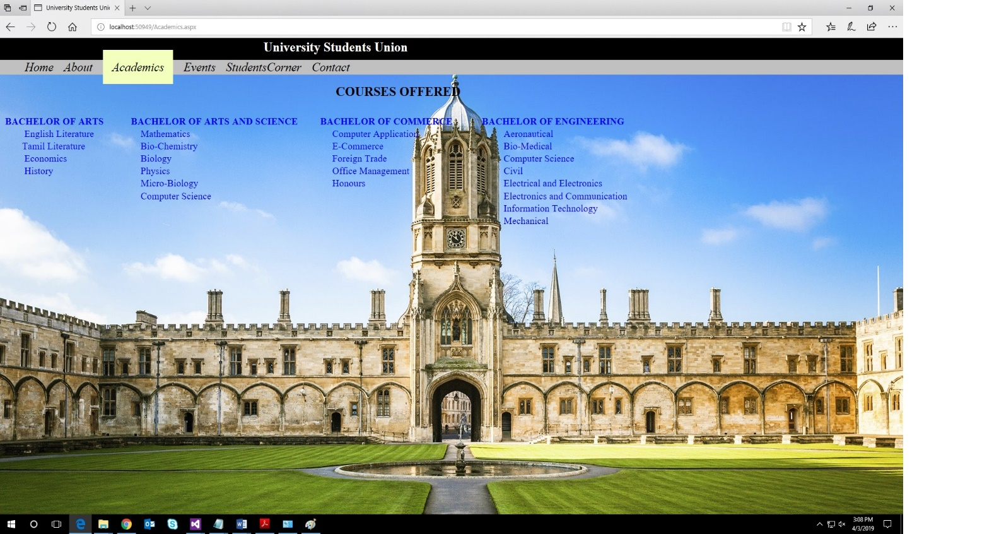 University Students Unic
localhost:50949/Academics.aspx
University Students Union
Home About Academics Events StudentsCorner Contact
COURSES OFFERED
BACHELOR OF ARTS
English Literature
Tamil Literature
Economics
History
BACHELOR OF ARTS AND SCIENCE
Mathematics
Bio-Chemistry
Biology
Physics
Micro-Biology
Computer Science
BACHELOR OF COMMERCE
Computer Application
E-Commerce
Foreign Trade
Office Management
Honours
BACHELOR OF ENGINEERING
Aeronautical
Bio-Medical
Computer Science
Civil
Electrical and Electronics
Electronics and Communication
Information Technology
Mechanical
3:08 PM
4/3/2019